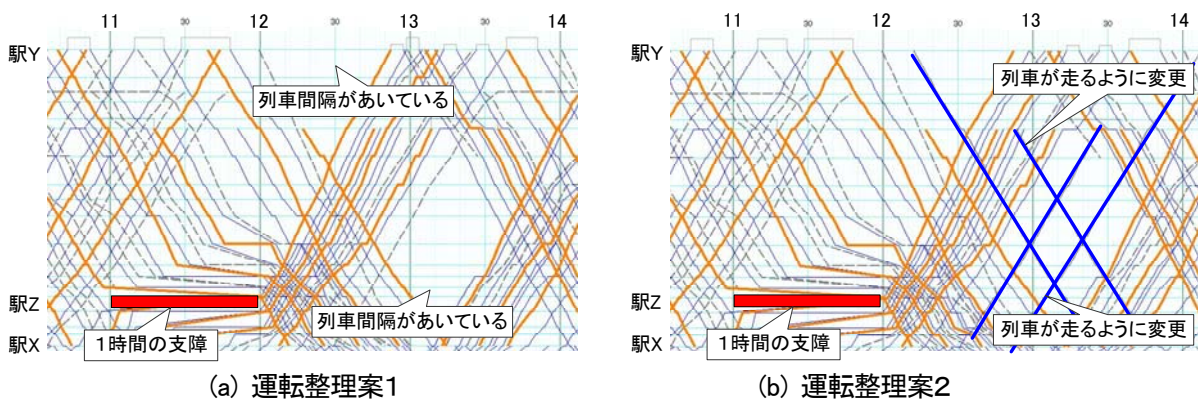 11 30 12 30 13 30 14
駅Y
列車間隔があいている
駅Z
列車間隔があいている
1時間の支障
駅X
(a) 運転整理案1
11 30 12 30 13 30 14
駅Y
列車が走るように変更
駅Z
列車が走るように変更
1時間の支障
駅X
(b) 運転整理案2